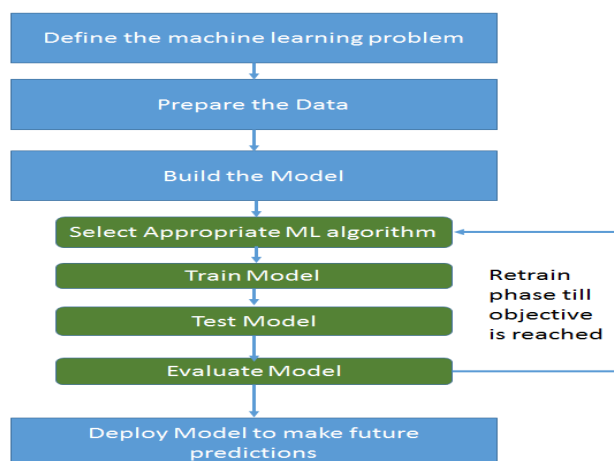 Define the machine learning problem
Prepare the Data
Build the Model
Select Appropriate ML algorithm
Train Model
Retrain
phase till
objective
is reached
Test Model
Evaluate Model
Deploy Model to make future
predictions